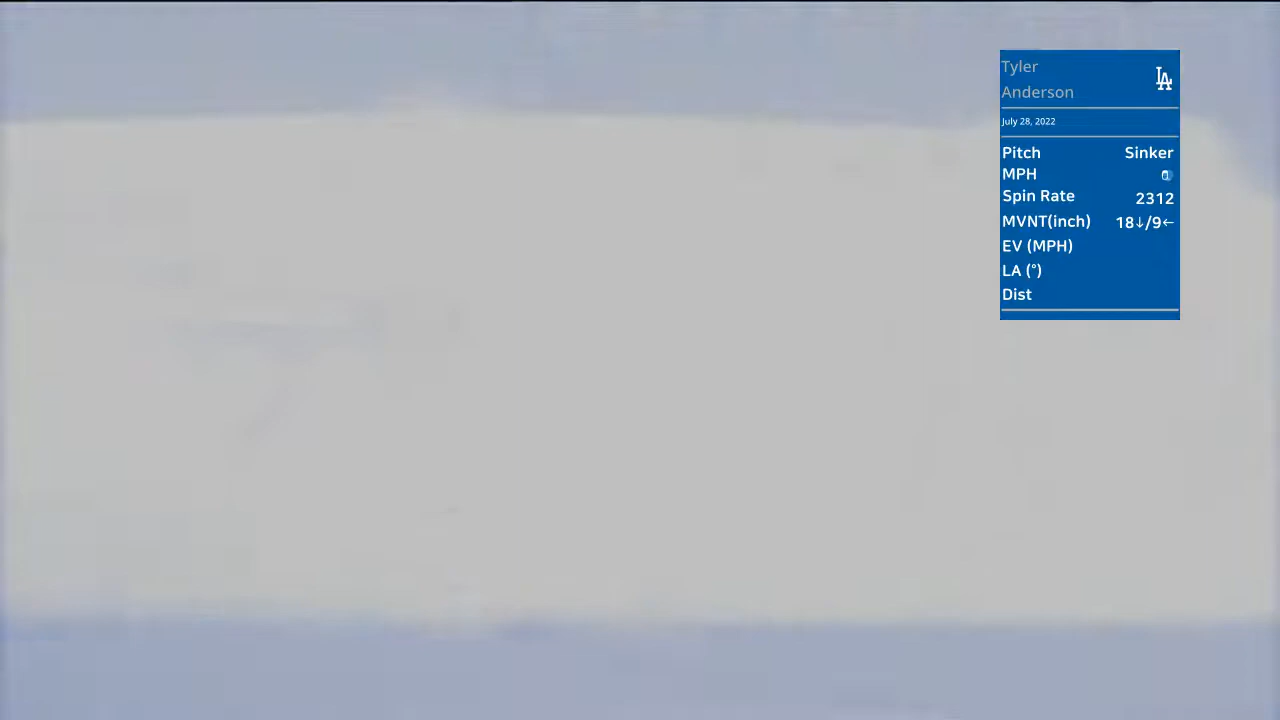 Tyler
LA
Anderson
July 28, 2022
Pitch Sinker
MPH
Spin Rate 2312
MVNT(inch) 18↓/9←
EV (MPH)
LA (°)
Dist